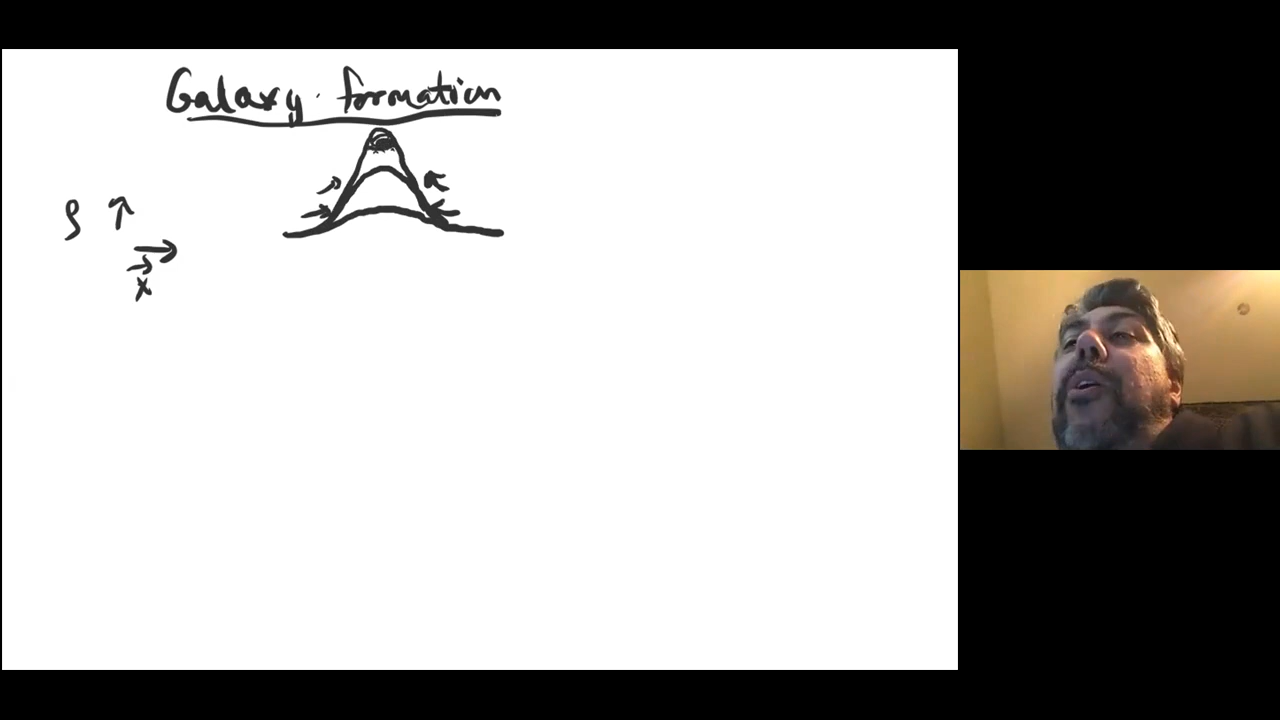 Galaxy formation
ρ ↑
→
x⃗